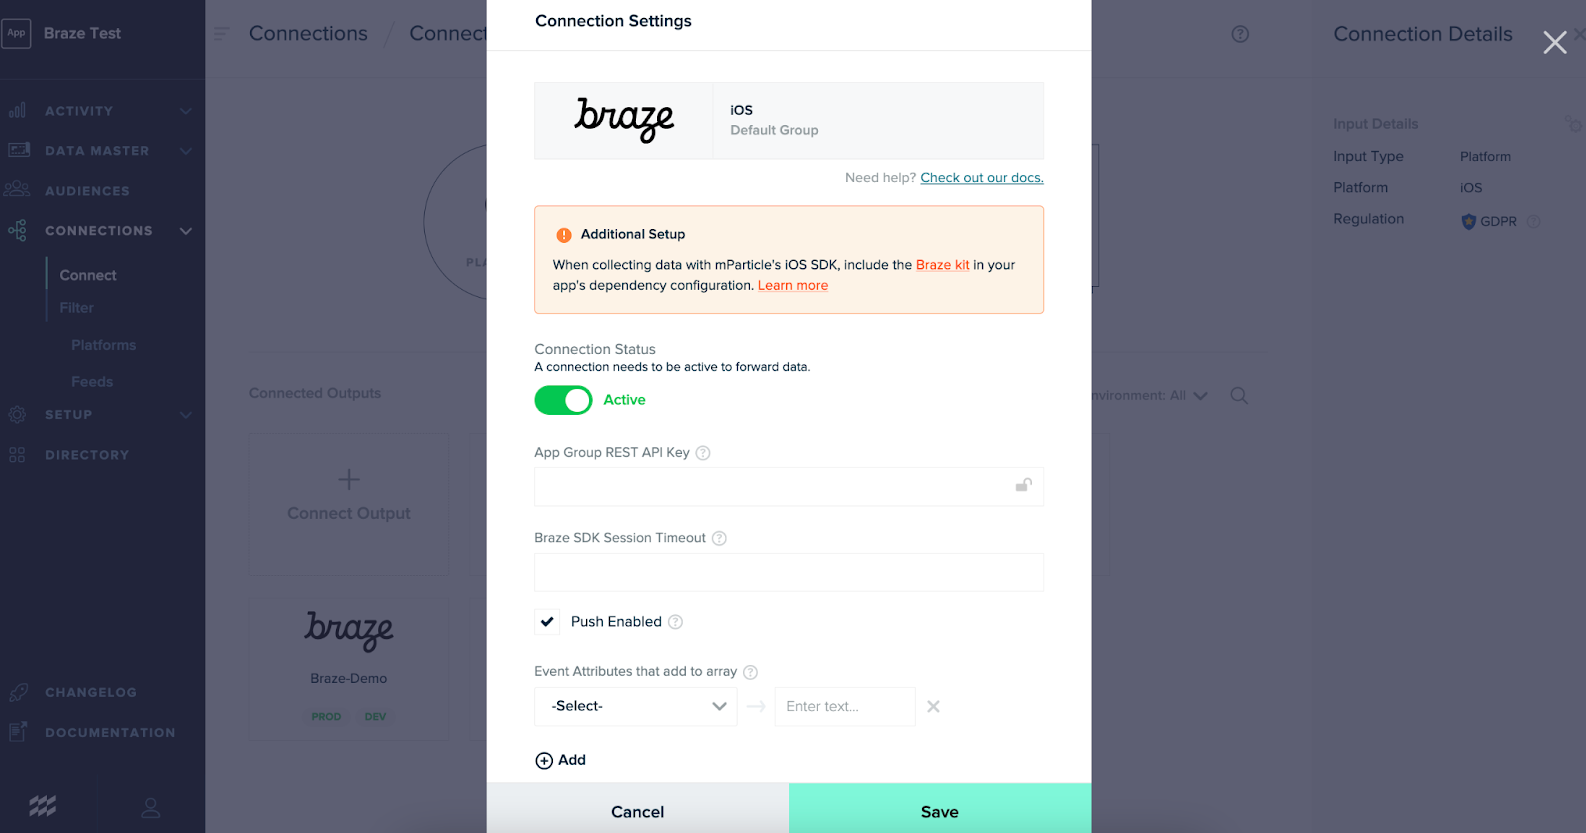 App
Braze Test
ACTIVITY
DATA MASTER
AUDIENCES
CONNECTIONS
Connect
Filter
Platforms
Feeds
SETUP
DIRECTORY
CHANGELOG
DOCUMENTATION
Connections / Connect
Connected Outputs
Connect Output
braze
Braze-Demo
PROD DEV
Connection Settings
braze
iOS
Default Group
Need help? Check out our docs.
Additional Setup
When collecting data with mParticle's iOS SDK, include the Braze kit in your
app's dependency configuration. Learn more
Connection Status
A connection needs to be active to forward data.
Active
App Group REST API Key
Braze SDK Session Timeout
Push Enabled
Event Attributes that add to array
-Select-
Enter text...
Add
Cancel
Save
nvironment: All
Connection Details
Input Details
Input Type Platform
Platform iOS
Regulation GDPR